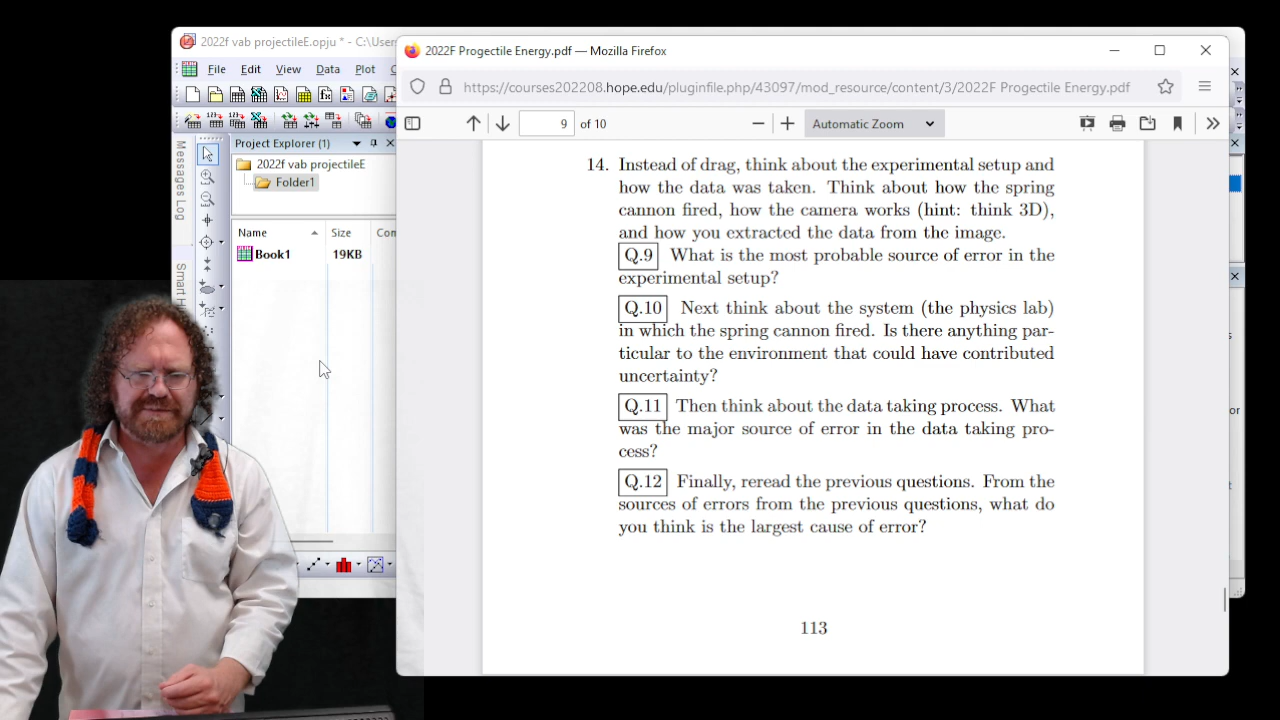 2022f vab projectileE.opju * - C:\Users
File Edit View Data Plot
Messages Log
Smart H
Project Explorer (1)
2022f vab projectileE
Folder1
Name Size Con
Book1 19KB
2022F Progectile Energy.pdf — Mozilla Firefox
https://courses202208.hope.edu/pluginfile.php/43097/mod_resource/content/3/2022F Progectile Energy.pdf
9 of 10
Automatic Zoom
14. Instead of drag, think about the experimental setup and
how the data was taken. Think about how the spring
cannon fired, how the camera works (hint: think 3D),
and how you extracted the data from the image.
Q.9 What is the most probable source of error in the
experimental setup?
Q.10 Next think about the system (the physics lab)
in which the spring cannon fired. Is there anything par-
ticular to the environment that could have contributed
uncertainty?
Q.11 Then think about the data taking process. What
was the major source of error in the data taking pro-
cess?
Q.12 Finally, reread the previous questions. From the
sources of errors from the previous questions, what do
you think is the largest cause of error?
113